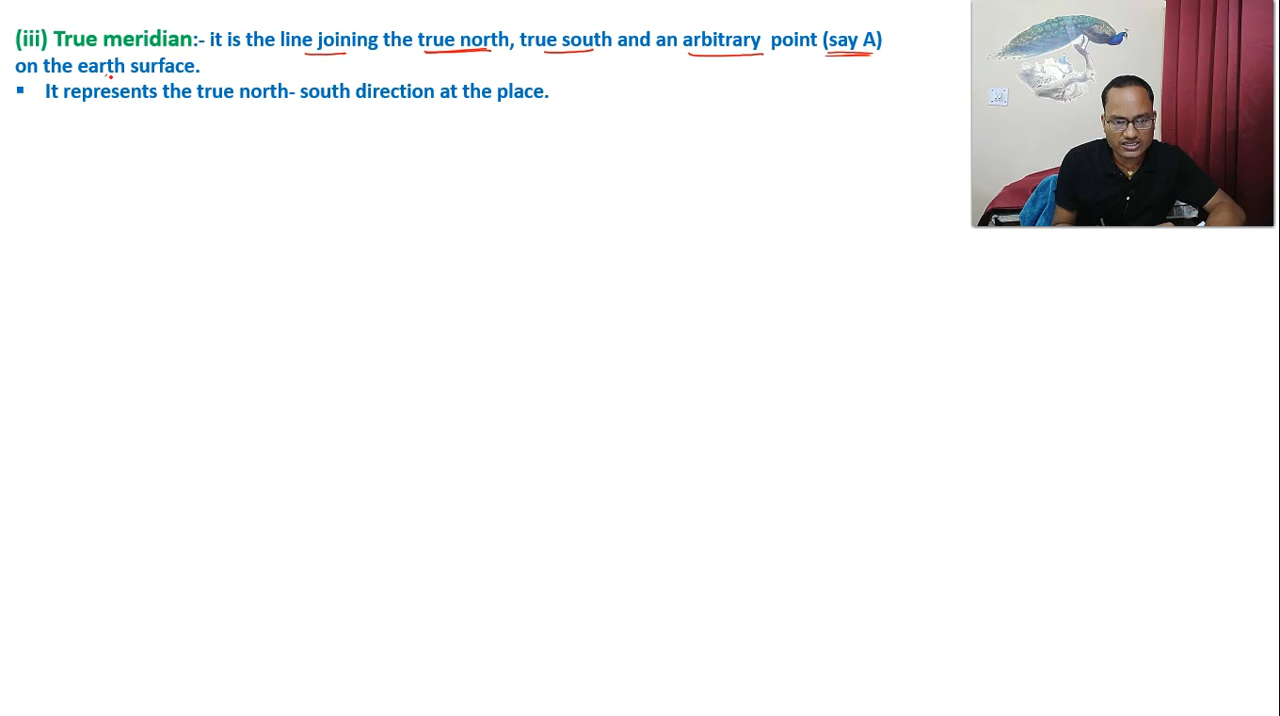 (iii) True meridian:- it is the line joining the true north, true south and an arbitrary point (say A)
on the earth surface.
▪ It represents the true north- south direction at the place.